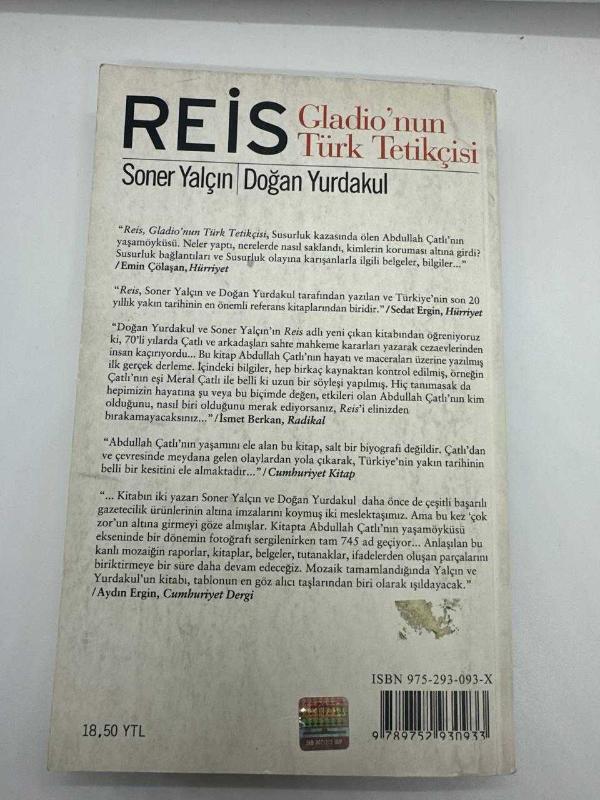 REİS
Gladio'nun
Türk Tetikçisi
Soner Yalçın | Doğan Yurdakul
“Reis, Gladio'nun Türk Tetikçisi, Susurluk kazasında ölen Abdullah Çatlı'nın
yaşamöyküsü. Neler yaptı, nerelerde nasıl saklandı, kimlerin koruması altına girdi?
Susurluk bağlantıları ve Susurluk olayına karışanlarla ilgili belgeler, bilgiler...”
/Emin Çölaşan, Hürriyet
“Reis, Soner Yalçın ve Doğan Yurdakul tarafından yazılan ve Türkiye'nin son 20
yıllık yakın tarihinin en önemli referans kitaplarından biridir.”/Sedat Ergin, Hürriyet
“Doğan Yurdakul ve Soner Yalçın'ın Reis adlı yeni çıkan kitabından öğreniyoruz
ki, 70'li yılarda Çatlı ve arkadaşları sahte mahkeme kararları yazarak cezaevlerinden
insan kaçırıyordu... Bu kitap Abdullah Çatlı'nın hayatı ve maceraları üzerine yazılmış
ilk gerçek derleme. İçindeki bilgiler, hep birkaç kaynaktan kontrol edilmiş, örneğin
Çatlı'nın eşi Meral Çatlı ile belli ki uzun bir söyleşi yapılmış. Hiç tanımasak da
hepimizin hayatına şu veya bu biçimde değen, etkileri olan Abdullah Çatlı'nın kim
olduğunu, nasıl biri olduğunu merak ediyorsanız, Reis'i elinizden
bırakamayacaksınız...”/İsmet Berkan, Radikal
“Abdullah Çatlı'nın yaşamını ele alan bu kitap, salt bir biyografi değildir. Çatlı'dan
ve çevresinde meydana gelen olaylardan yola çıkarak, Türkiye'nin yakın tarihinin
belli bir kesitini ele almaktadır...”/Cumhuriyet Kitap
“... Kitabın iki yazarı Soner Yalçın ve Doğan Yurdakul daha önce de çeşitli başarılı
gazetecilik ürünlerinin altına imzalarını koymuş iki meslektaşımız. Ama bu kez ‘çok
zor'un altına girmeyi göze almışlar. Kitapta Abdullah Çatlı'nın yaşamöyküsü
ekseninde bir dönemin fotoğrafı sergilenirken tam 745 ad geçiyor... Anlaşılan bu
kanlı mozaiğin raporlar, kitaplar, belgeler, tutanaklar, ifadelerden oluşan parçalarını
biriktirmeye bir süre daha devam edeceğiz. Mozaik tamamlandığında Yalçın ve
Yurdakul'un kitabı, tablonun en göz alıcı taşlarından biri olarak ışıldayacak.”
/Aydın Ergin, Cumhuriyet Dergi
ISBN 975-293-093-X
9 789752 930933
18,50 YTL